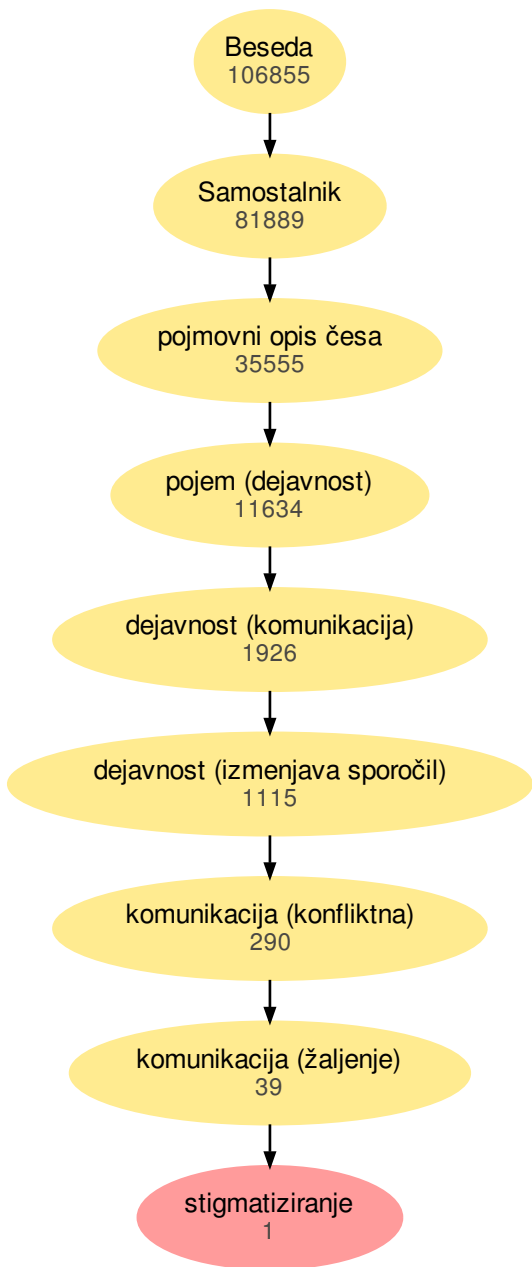 Beseda
106855
Samostalnik
81889
pojmovni opis česa
35555
pojem (dejavnost)
11634
dejavnost (komunikacija)
1926
dejavnost (izmenjava sporočil)
1115
komunikacija (konfliktna)
290
komunikacija (žaljenje)
39
stigmatiziranje
1